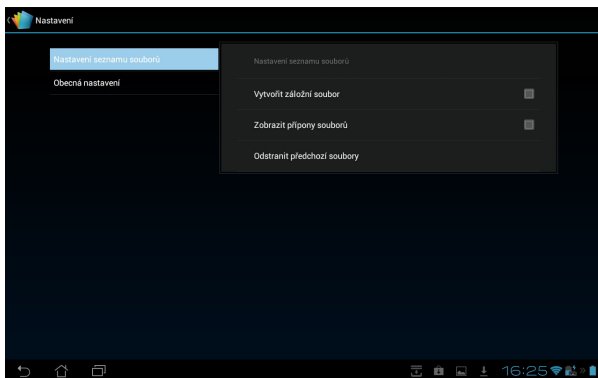 Nastavení
Nastavení seznamu souborů
Obecná nastavení
Nastavení seznamu souborů
Vytvořit záložní soubor
Zobrazit přípony souborů
Odstranit předchozí soubory
16:25